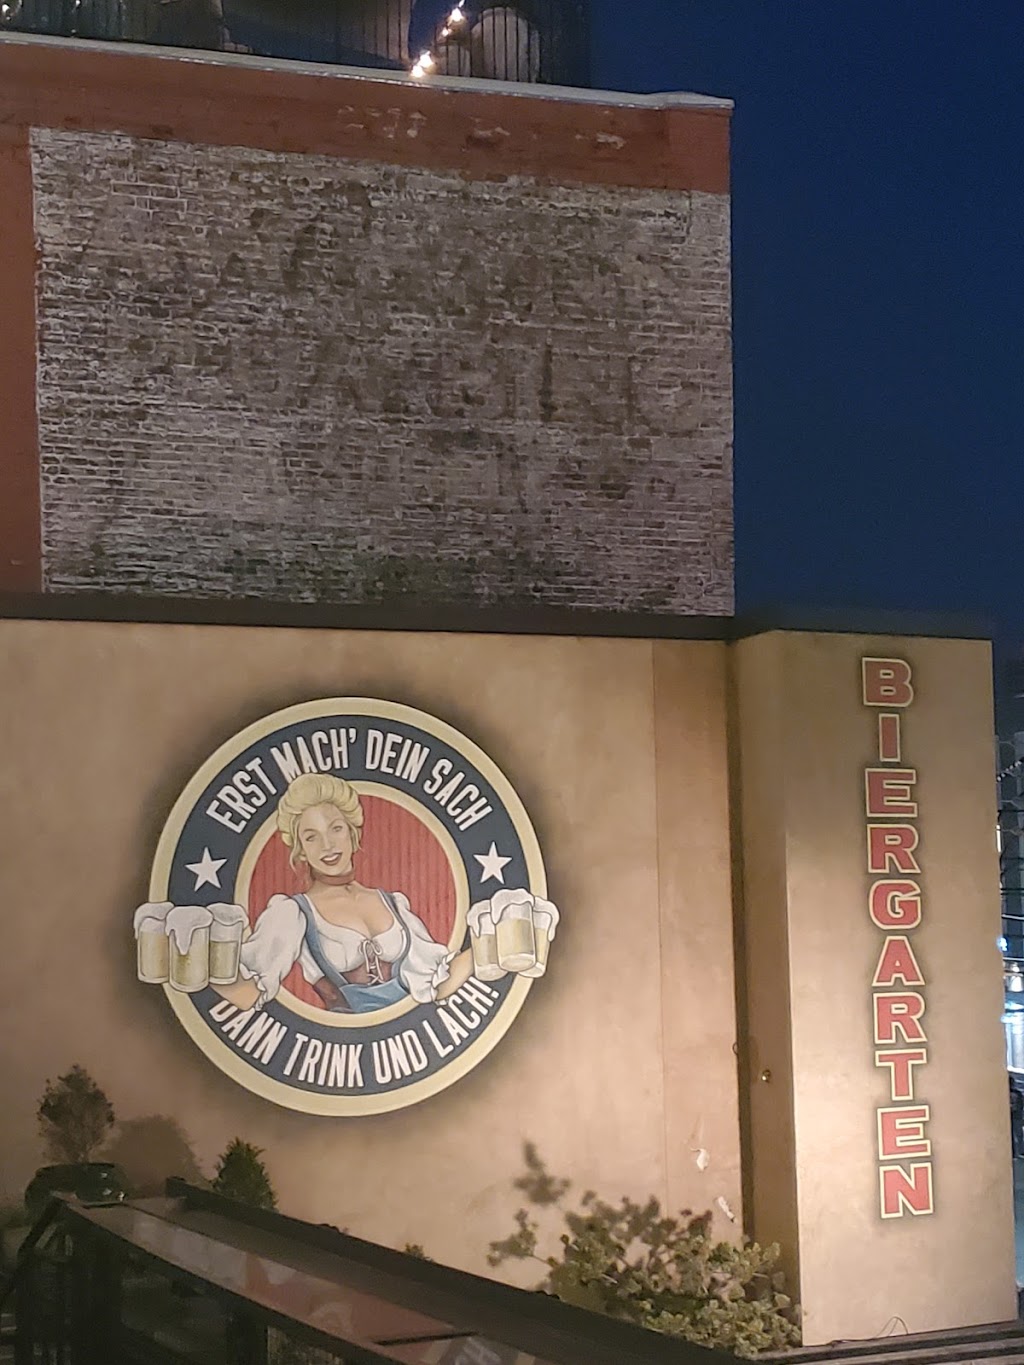 ERST MACH' DEIN SACH
DANN TRINK UND LACH!
BIERGARTEN